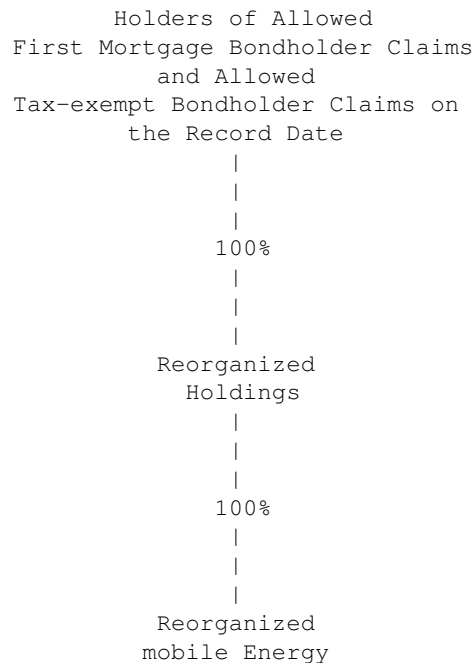 Holders of Allowed
First Mortgage Bondholder Claims
and Allowed
Tax-exempt Bondholder Claims on
the Record Date
|
|
|
100%
|
|
|
Reorganized
Holdings
|
|
|
100%
|
|
|
Reorganized
mobile Energy